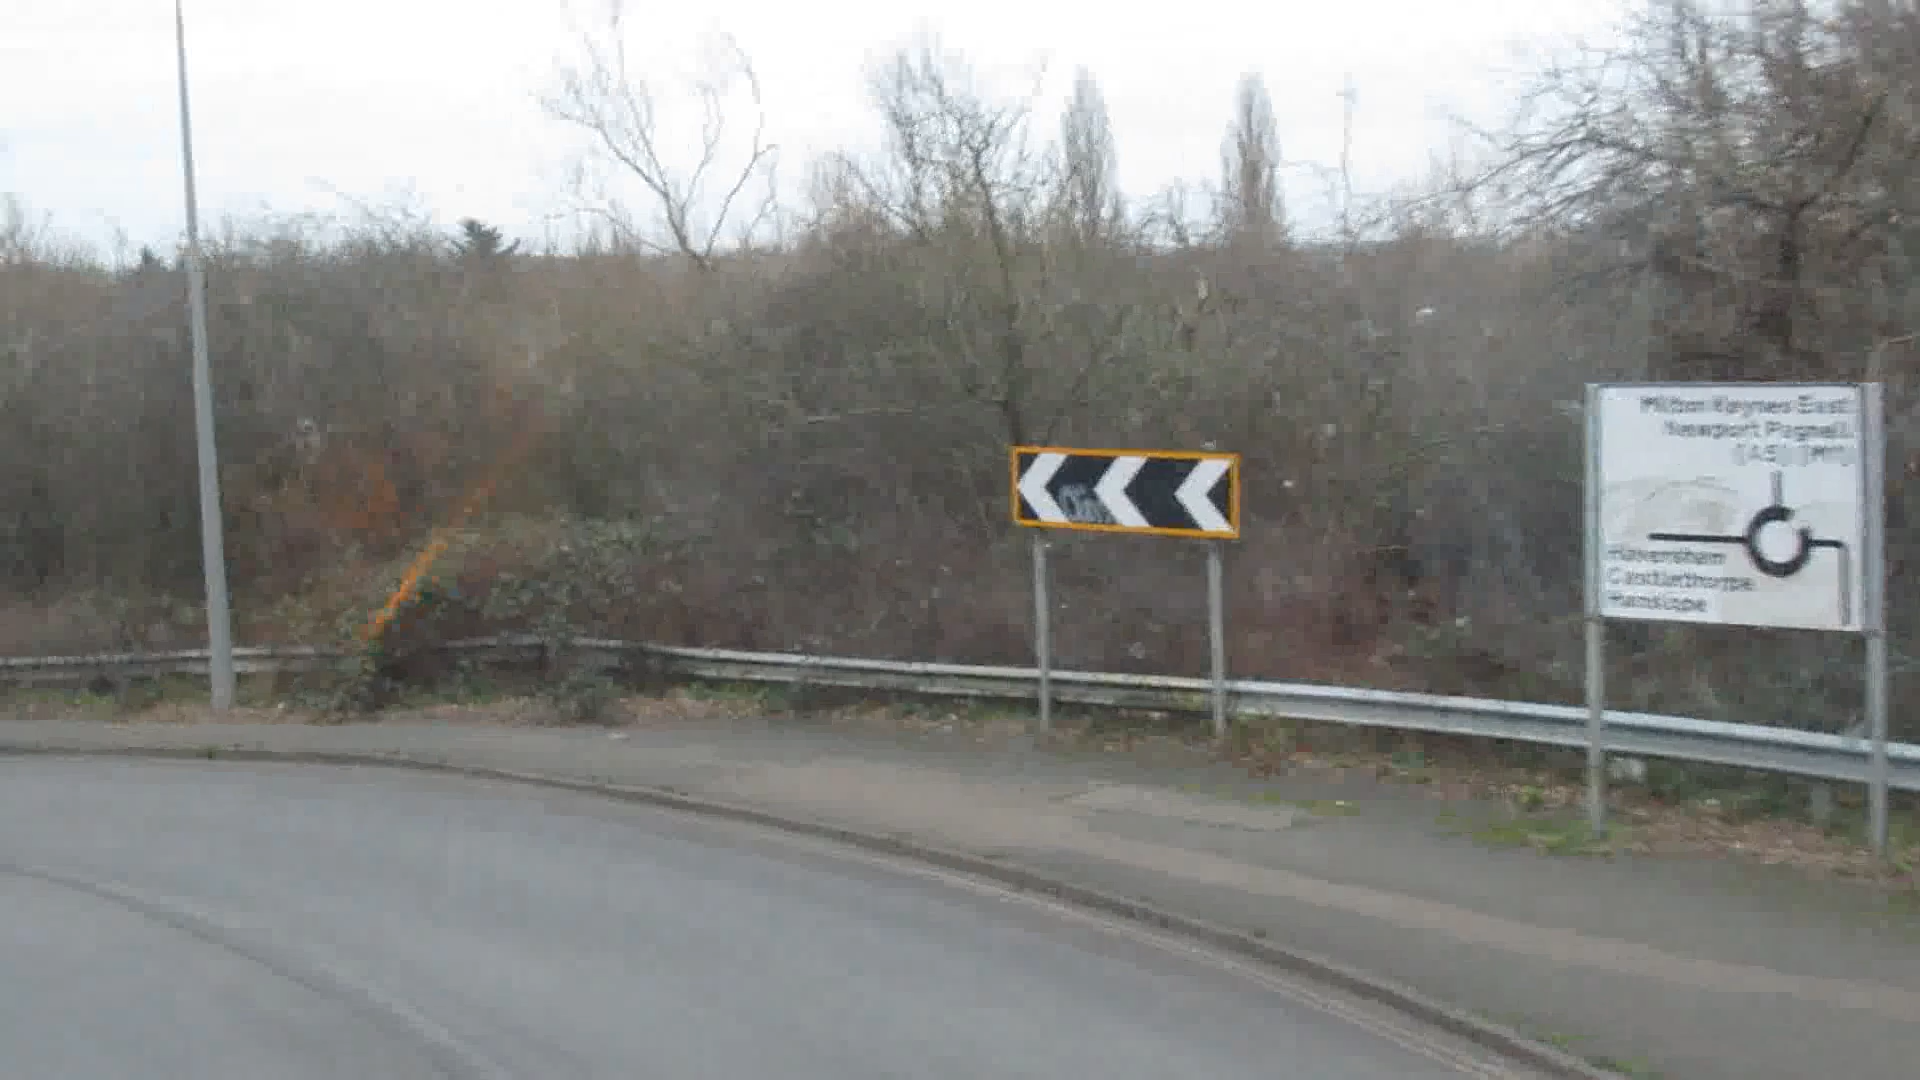 Milton Keynes East
Newport Pagnell
Haversham
Castlethorpe
Hanslope